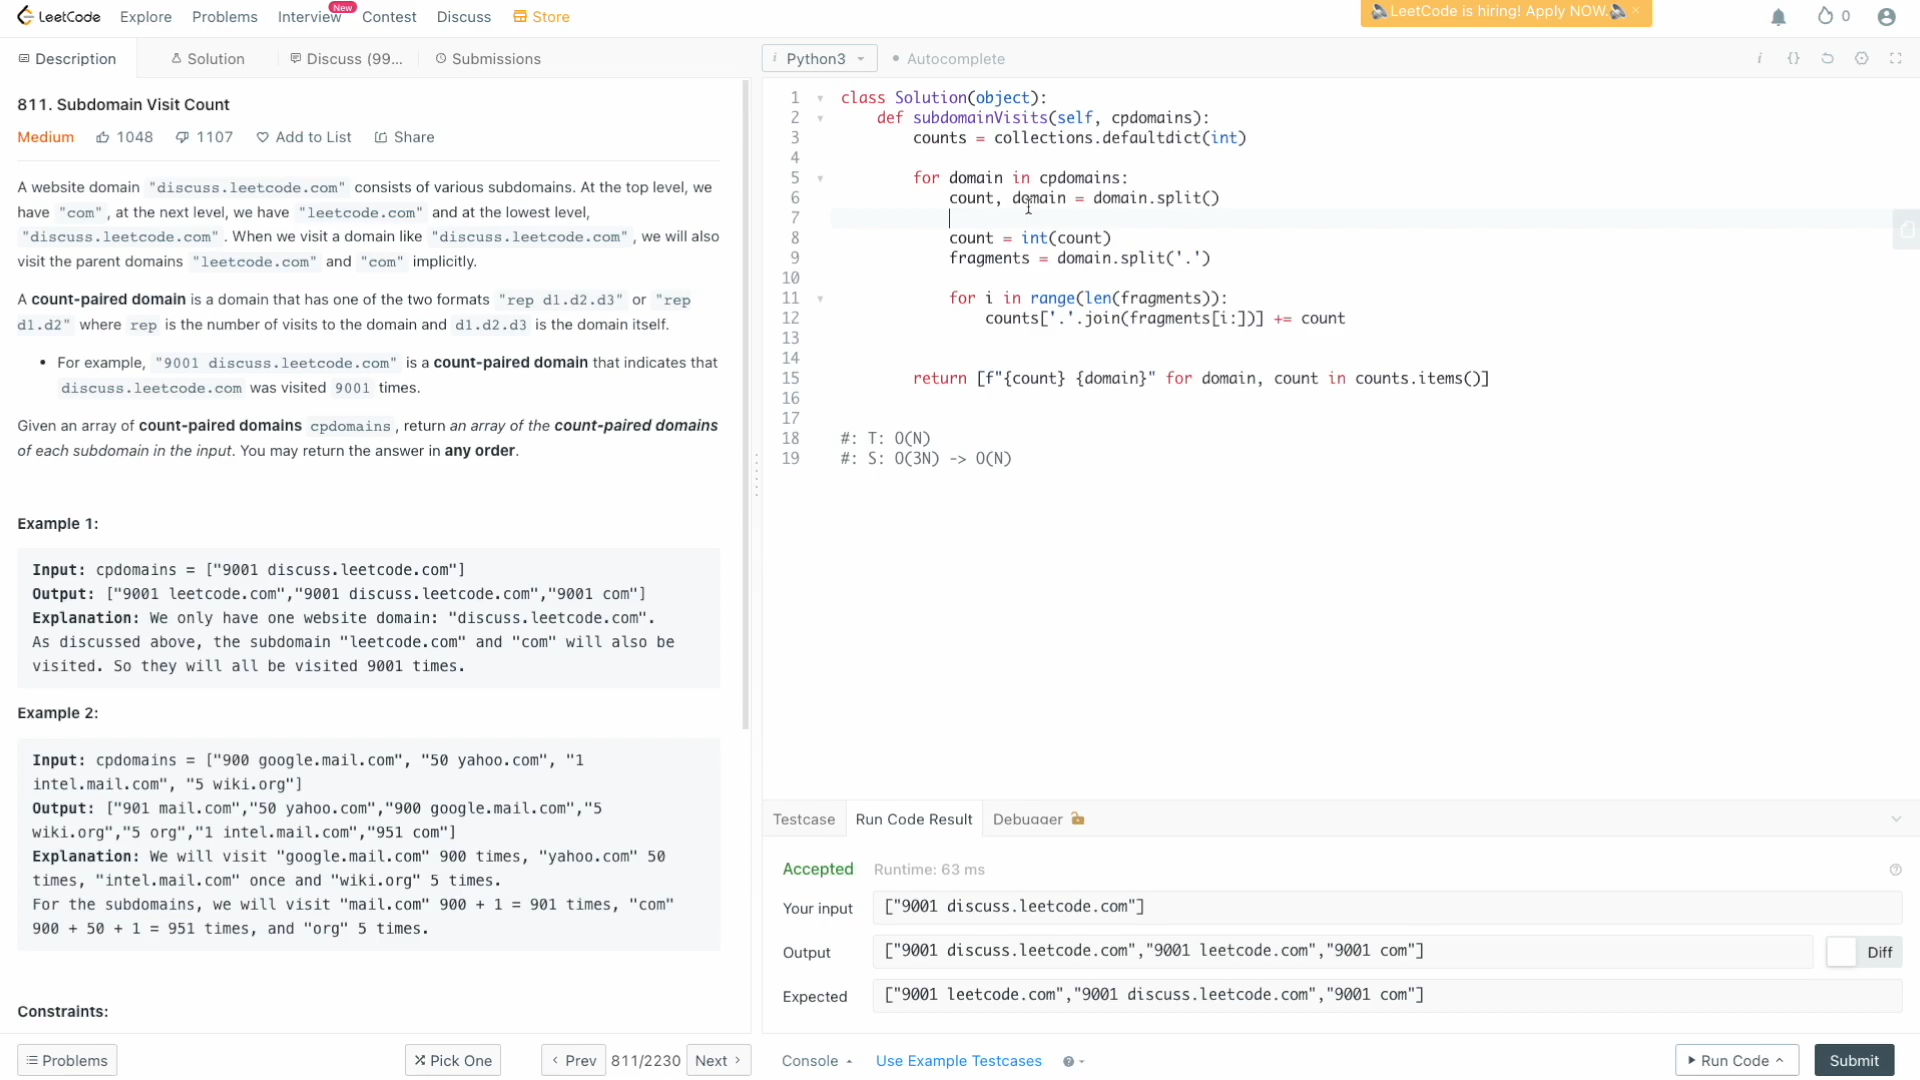 LeetCode Explore Problems Interview New Contest Discuss Store
🔈LeetCode is hiring! Apply NOW.🔈 × 0
Description Solution Discuss (99... Submissions
i Python3 • Autocomplete
811. Subdomain Visit Count
Medium 1048 1107 Add to List Share
A website domain "discuss.leetcode.com" consists of various subdomains. At the top level, we
have "com", at the next level, we have "leetcode.com" and at the lowest level,
"discuss.leetcode.com". When we visit a domain like "discuss.leetcode.com", we will also
visit the parent domains "leetcode.com" and "com" implicitly.
A count-paired domain is a domain that has one of the two formats "rep d1.d2.d3" or "rep
d1.d2" where rep is the number of visits to the domain and d1.d2.d3 is the domain itself.
• For example, "9001 discuss.leetcode.com" is a count-paired domain that indicates that
discuss.leetcode.com was visited 9001 times.
Given an array of count-paired domains cpdomains, return an array of the count-paired domains
of each subdomain in the input. You may return the answer in any order.
Example 1:
Input: cpdomains = ["9001 discuss.leetcode.com"]
Output: ["9001 leetcode.com","9001 discuss.leetcode.com","9001 com"]
Explanation: We only have one website domain: "discuss.leetcode.com".
As discussed above, the subdomain "leetcode.com" and "com" will also be
visited. So they will all be visited 9001 times.
Example 2:
Input: cpdomains = ["900 google.mail.com", "50 yahoo.com", "1
intel.mail.com", "5 wiki.org"]
Output: ["901 mail.com","50 yahoo.com","900 google.mail.com","5
wiki.org","5 org","1 intel.mail.com","951 com"]
Explanation: We will visit "google.mail.com" 900 times, "yahoo.com" 50
times, "intel.mail.com" once and "wiki.org" 5 times.
For the subdomains, we will visit "mail.com" 900 + 1 = 901 times, "com"
900 + 50 + 1 = 951 times, and "org" 5 times.
Constraints:
Problems Pick One < Prev 811/2230 Next >
1 class Solution(object):
2 def subdomainVisits(self, cpdomains):
3 counts = collections.defaultdict(int)
4
5 for domain in cpdomains:
6 count, domain = domain.split()
7
8 count = int(count)
9 fragments = domain.split('.')
10
11 for i in range(len(fragments)):
12 counts['.'.join(fragments[i:])] += count
13
14
15 return [f"{count} {domain}" for domain, count in counts.items()]
16
17
18 #: T: O(N)
19 #: S: O(3N) -> O(N)
Testcase Run Code Result Debugger
Accepted Runtime: 63 ms
Your input ["9001 discuss.leetcode.com"]
Output ["9001 discuss.leetcode.com","9001 leetcode.com","9001 com"] Diff
Expected ["9001 leetcode.com","9001 discuss.leetcode.com","9001 com"]
Console Use Example Testcases Run Code Submit